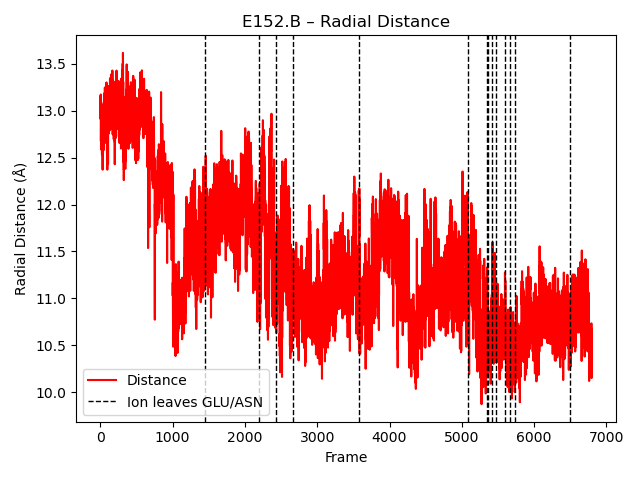 E152.B – Radial Distance
Radial Distance (Å)
13.5
13.0
12.5
12.0
11.5
11.0
10.5
10.0
Distance
Ion leaves GLU/ASN
0 1000 2000 3000 4000 5000 6000 7000
Frame